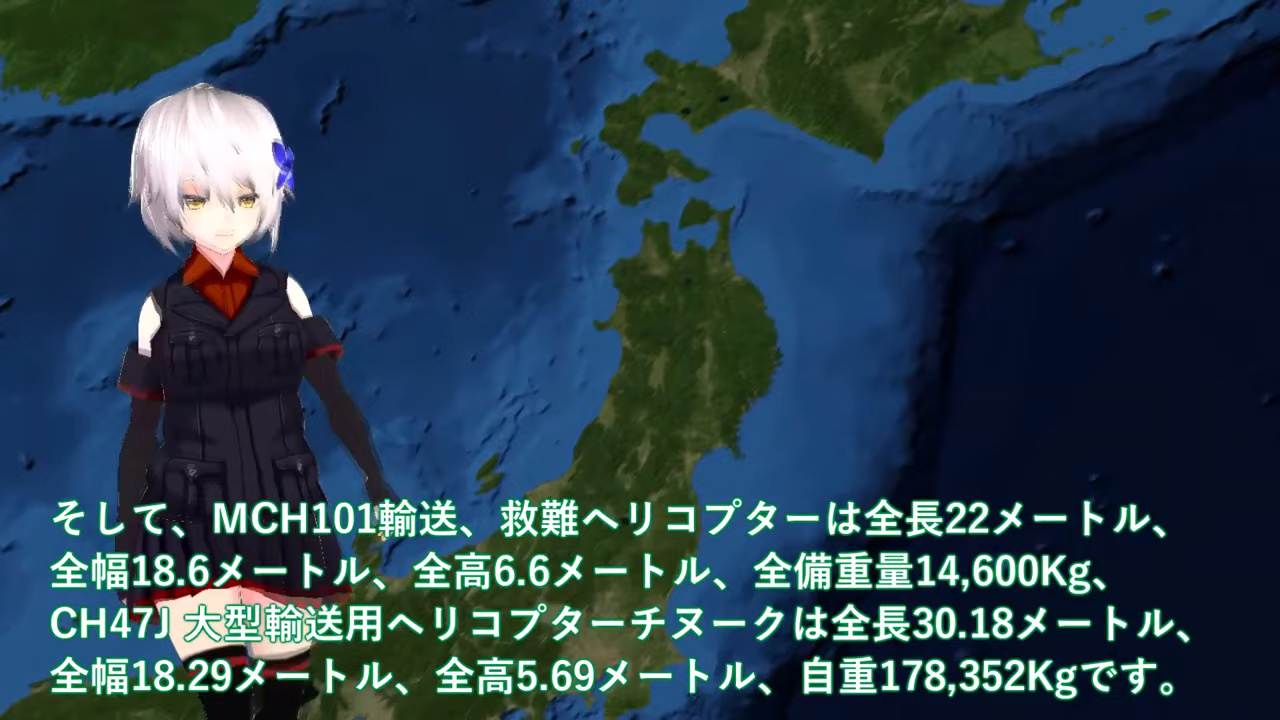 そして、MCH101輸送、救難ヘリコプターは全長22メートル、
全幅18.6メートル、全高6.6メートル、全備重量14,600Kg、
CH47J 大型輸送用ヘリコプターチヌークは全長30.18メートル、
全幅18.29メートル、全高5.69メートル、自重178,352Kgです。